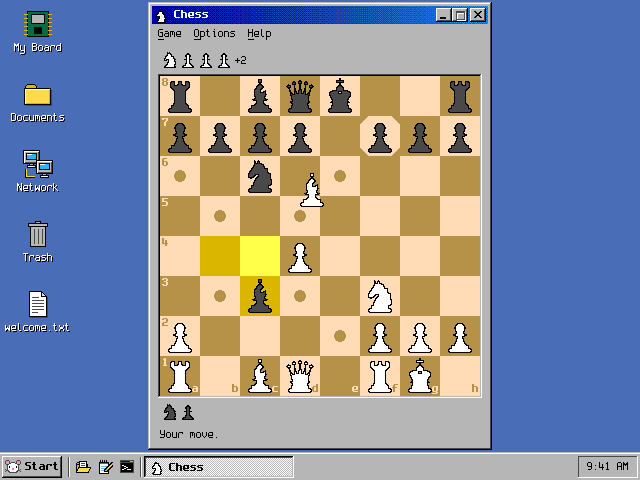 Chess
My Board
Documents
Network
Trash
welcome.txt
Game Options Help
+2
8
7
6
5
4
3
2
1
a b c d e f g h
Your move.
Start
Chess
9:41 AM